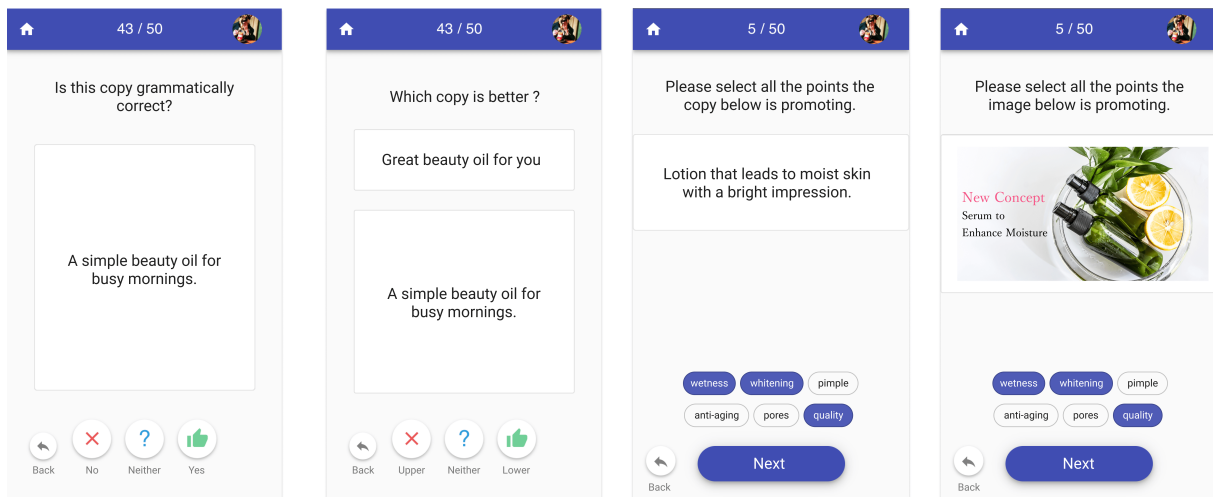 43 / 50
Is this copy grammatically
correct?
A simple beauty oil for
busy mornings.
?
Back
No
Neither
Yes
43 / 50
Which copy is better ?
Great beauty oil for you
A simple beauty oil for
busy mornings.
?
Back
Upper
Neither
Lower
5 / 50
Please select all the points the
copy below is promoting.
Lotion that leads to moist skin
with a bright impression.
wetness whitening pimple
anti-aging pores quality
Next
Back
5 / 50
Please select all the points the
image below is promoting.
New Concept
Serum to
Enhance Moisture
wetness whitening pimple
anti-aging pores quality
Next
Back